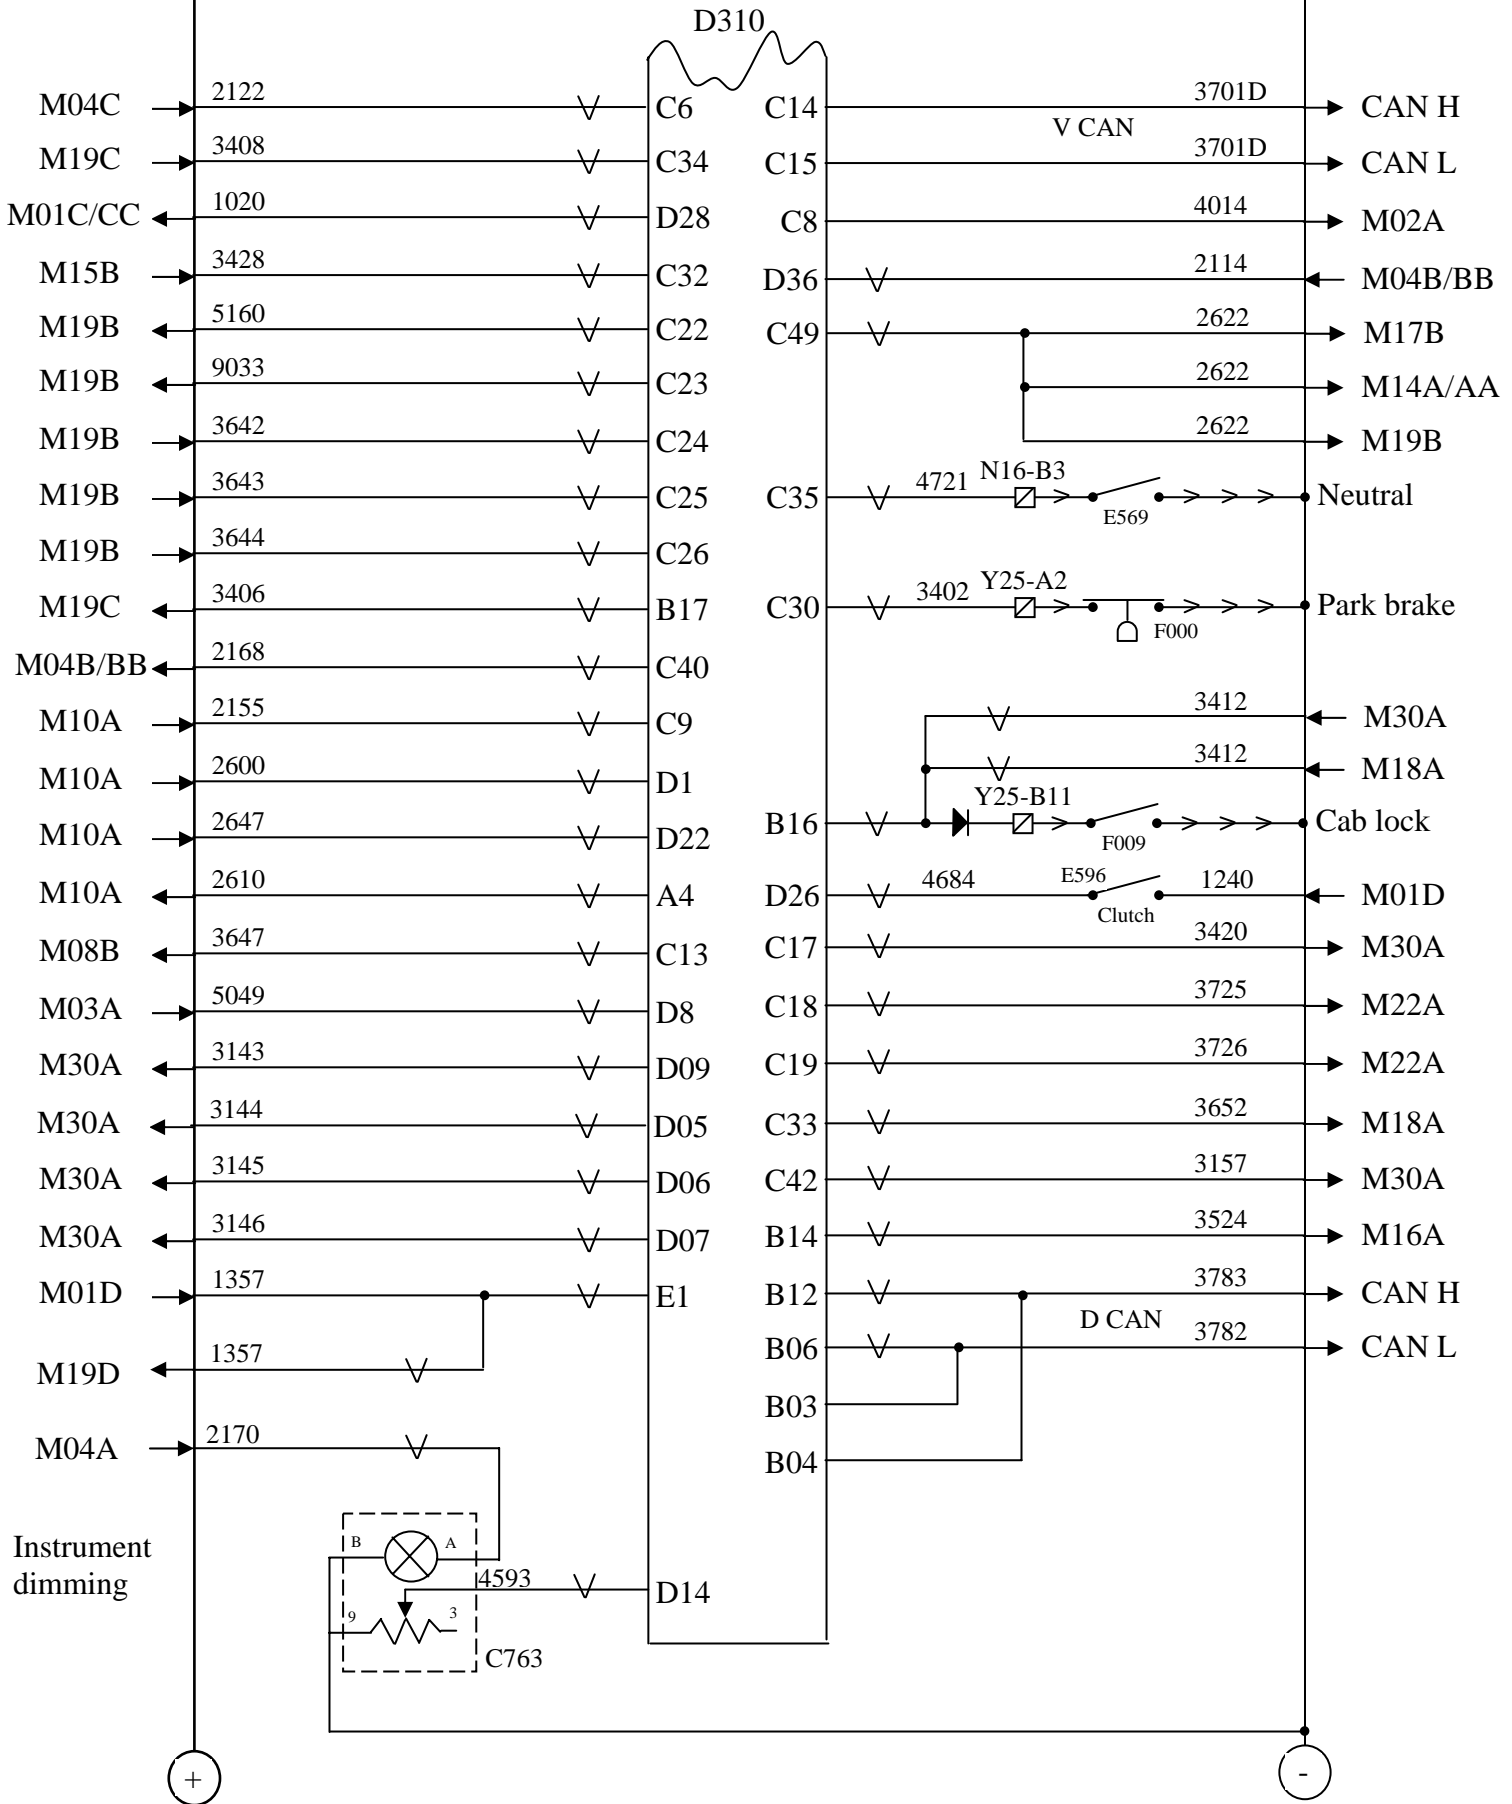 D310
M04C 2122 C6 C14 3701D CAN H
V CAN
M19C 3408 C34 C15 3701D CAN L
M01C/CC 1020 D28 C8 4014 M02A
M15B 3428 C32 D36 2114 M04B/BB
M19B 5160 C22 C49 2622 M17B
M19B 9033 C23 2622 M14A/AA
M19B 3642 C24 2622 M19B
M19B 3643 C25 C35 4721 N16-B3 E569 Neutral
M19B 3644 C26
M19C 3406 B17 C30 3402 Y25-A2 F000 Park brake
M04B/BB 2168 C40
M10A 2155 C9 3412 M30A
M10A 2600 D1 3412 M18A
M10A 2647 D22 B16 Y25-B11 F009 Cab lock
M10A 2610 A4 D26 4684 E596 Clutch 1240 M01D
M08B 3647 C13 C17 3420 M30A
M03A 5049 D8 C18 3725 M22A
M30A 3143 D09 C19 3726 M22A
M30A 3144 D05 C33 3652 M18A
M30A 3145 D06 C42 3157 M30A
M30A 3146 D07 B14 3524 M16A
M01D 1357 E1 B12 3783 CAN H
D CAN
M19D 1357 B06 3782 CAN L
B03
M04A 2170 B04
Instrument
dimming
B A
4593 D14
9 3
C763
+ -